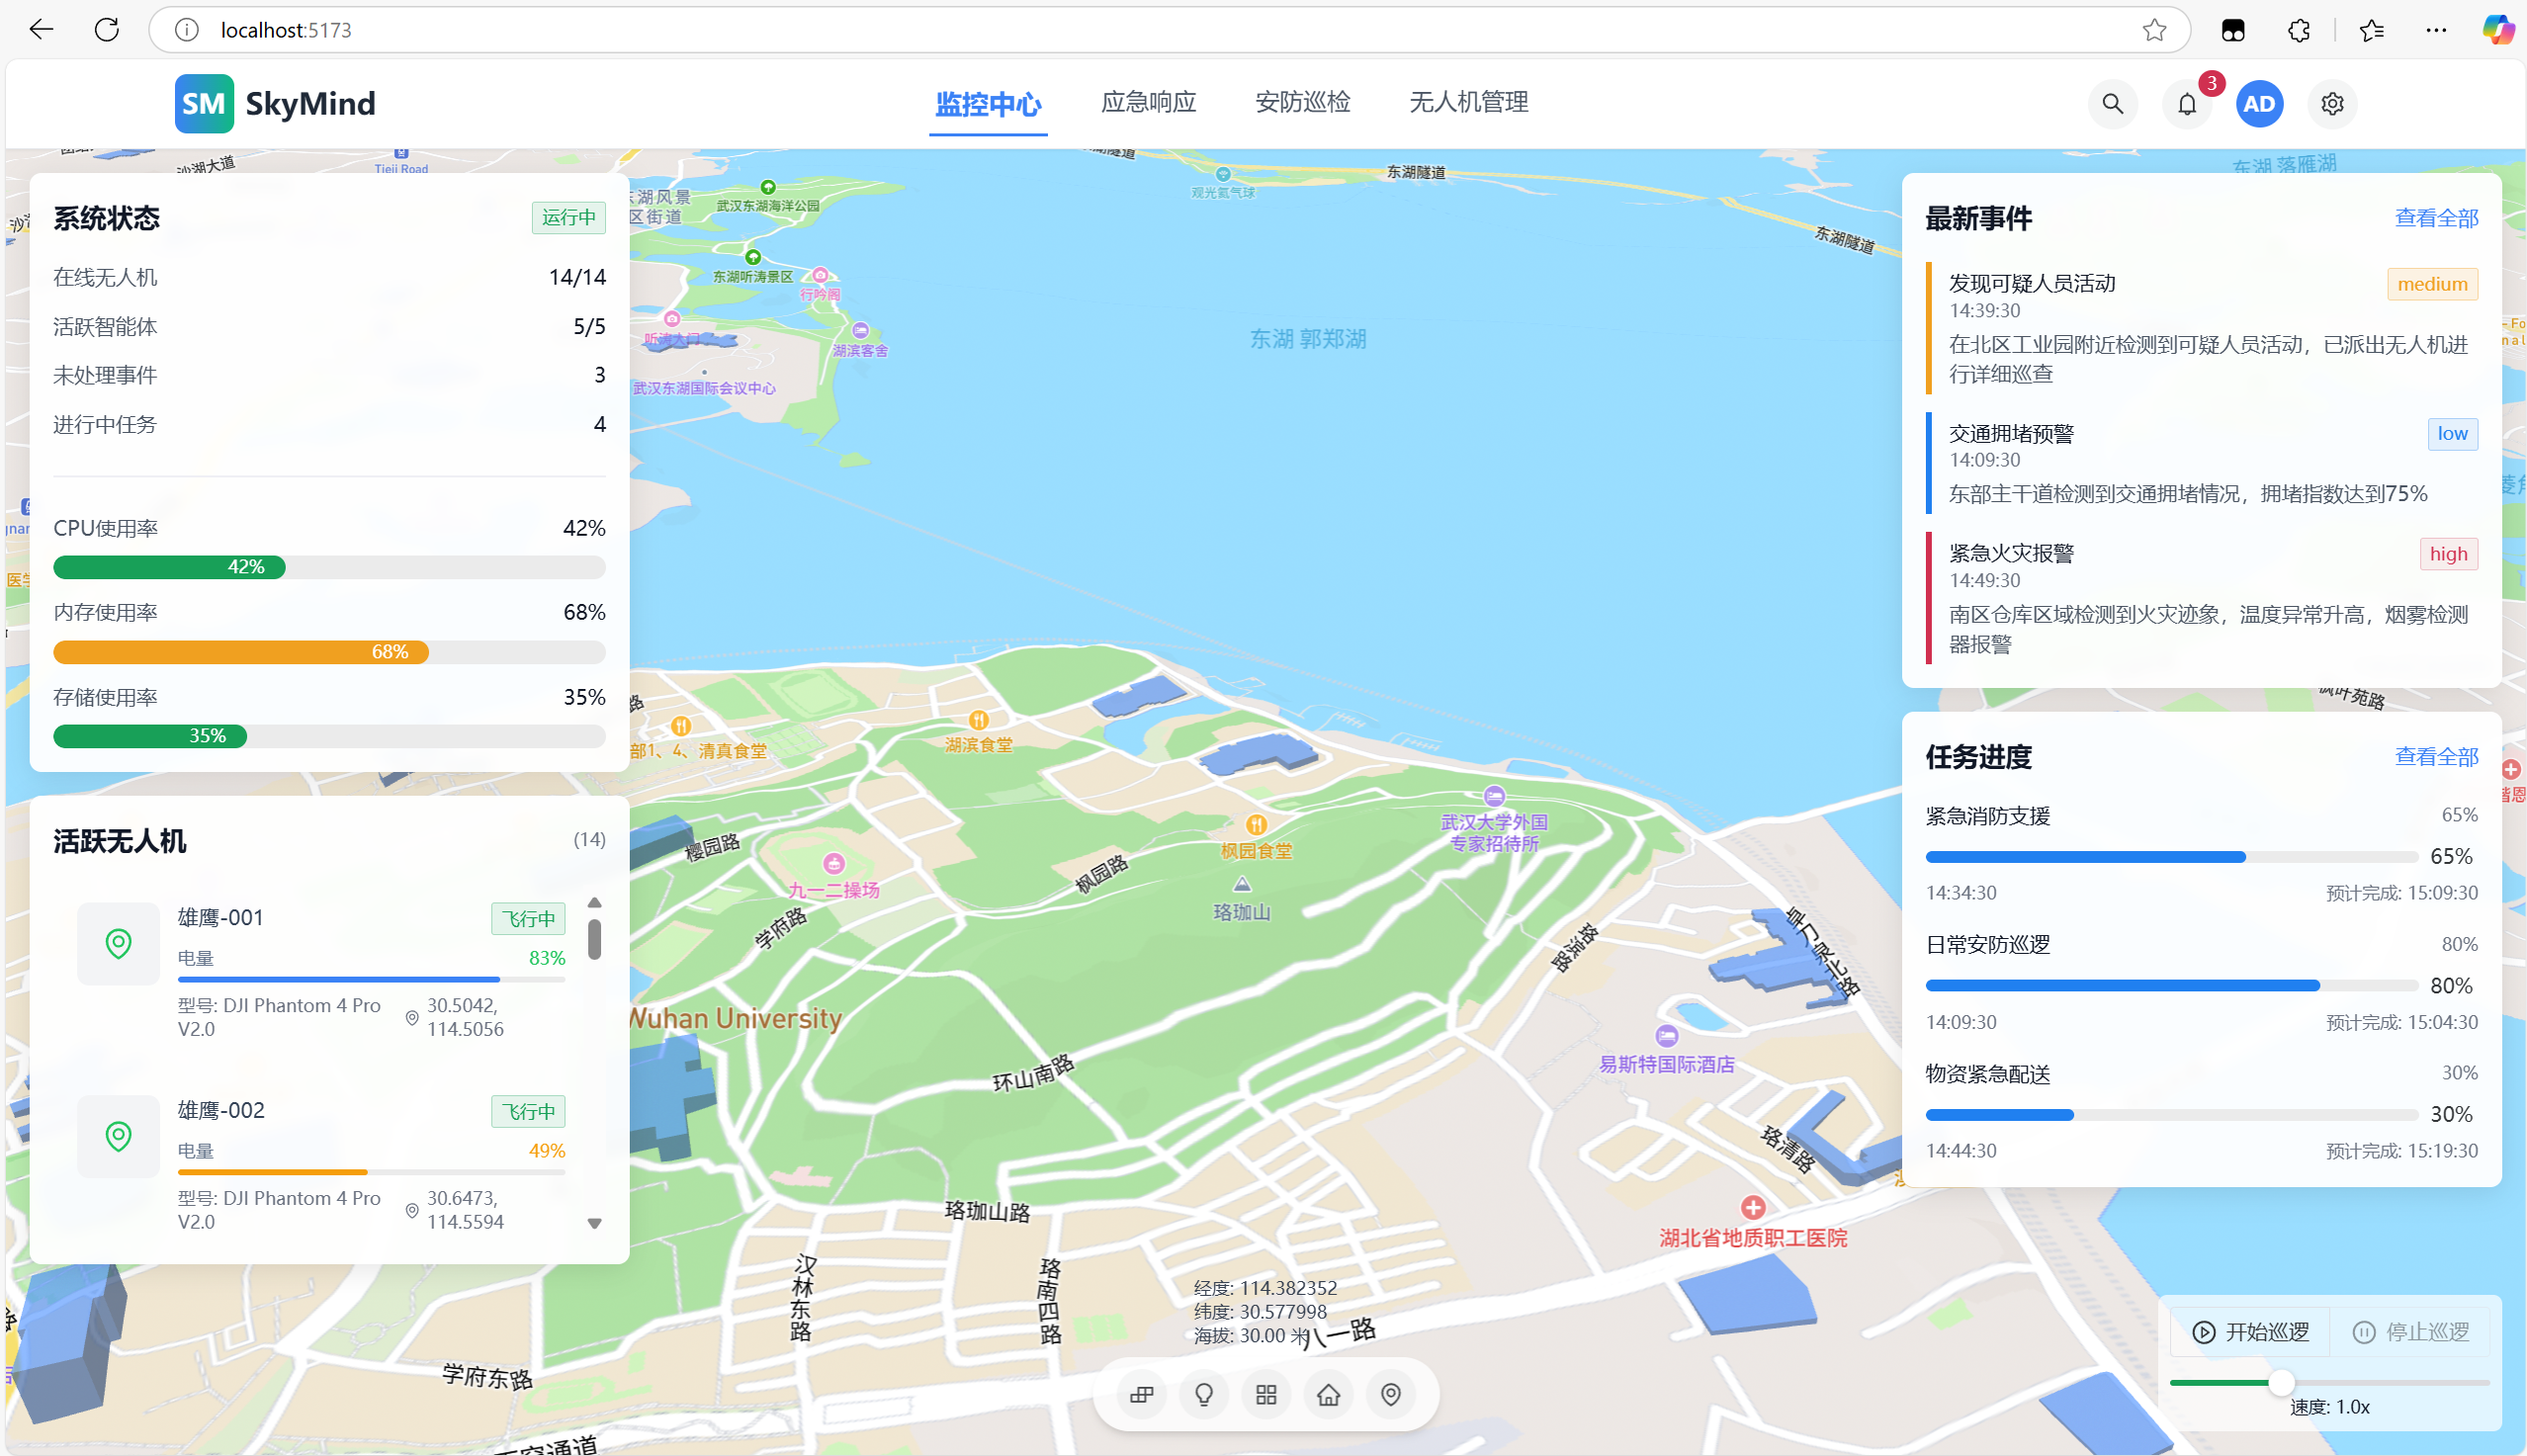 localhost:5173
SM SkyMind
监控中心
应急响应
安防巡检
无人机管理
3
AD
系统状态
运行中
在线无人机 14/14
活跃智能体 5/5
未处理事件 3
进行中任务 4
CPU使用率 42%
42%
内存使用率 68%
68%
存储使用率 35%
35%
活跃无人机 (14)
雄鹰-001 飞行中
电量 83%
型号: DJI Phantom 4 Pro
V2.0
30.5042,
114.5056
雄鹰-002 飞行中
电量 49%
型号: DJI Phantom 4 Pro
V2.0
30.6473,
114.5594
沙湖大道
Tieji Road
武汉东湖海洋公园
东湖听涛景区
行吟阁
听涛大门
湖滨客舍
武汉东湖国际会议中心
观光氦气球
东湖隧道
东湖隧道
东湖 落雁湖
东湖 郭郑湖
部1、4、清真食堂
湖滨食堂
樱园路
九一二操场
学府路
枫园路
枫园食堂
珞珈山
武汉大学外国
专家招待所
珞滨路
卓刀泉北路
Wuhan University
环山南路
易斯特国际酒店
珞清路
珞珈山路
湖北省地质职工医院
汉林东路
珞南四路
八一路
学府东路
枫叶苑路
经度: 114.382352
纬度: 30.577998
海拔: 30.00 米
最新事件 查看全部
发现可疑人员活动 medium
14:39:30
在北区工业园附近检测到可疑人员活动，已派出无人机进
行详细巡查
交通拥堵预警 low
14:09:30
东部主干道检测到交通拥堵情况，拥堵指数达到75%
紧急火灾报警 high
14:49:30
南区仓库区域检测到火灾迹象，温度异常升高，烟雾检测
器报警
任务进度 查看全部
紧急消防支援 65%
65%
14:34:30 预计完成: 15:09:30
日常安防巡逻 80%
80%
14:09:30 预计完成: 15:04:30
物资紧急配送 30%
30%
14:44:30 预计完成: 15:19:30
开始巡逻 停止巡逻
速度: 1.0x